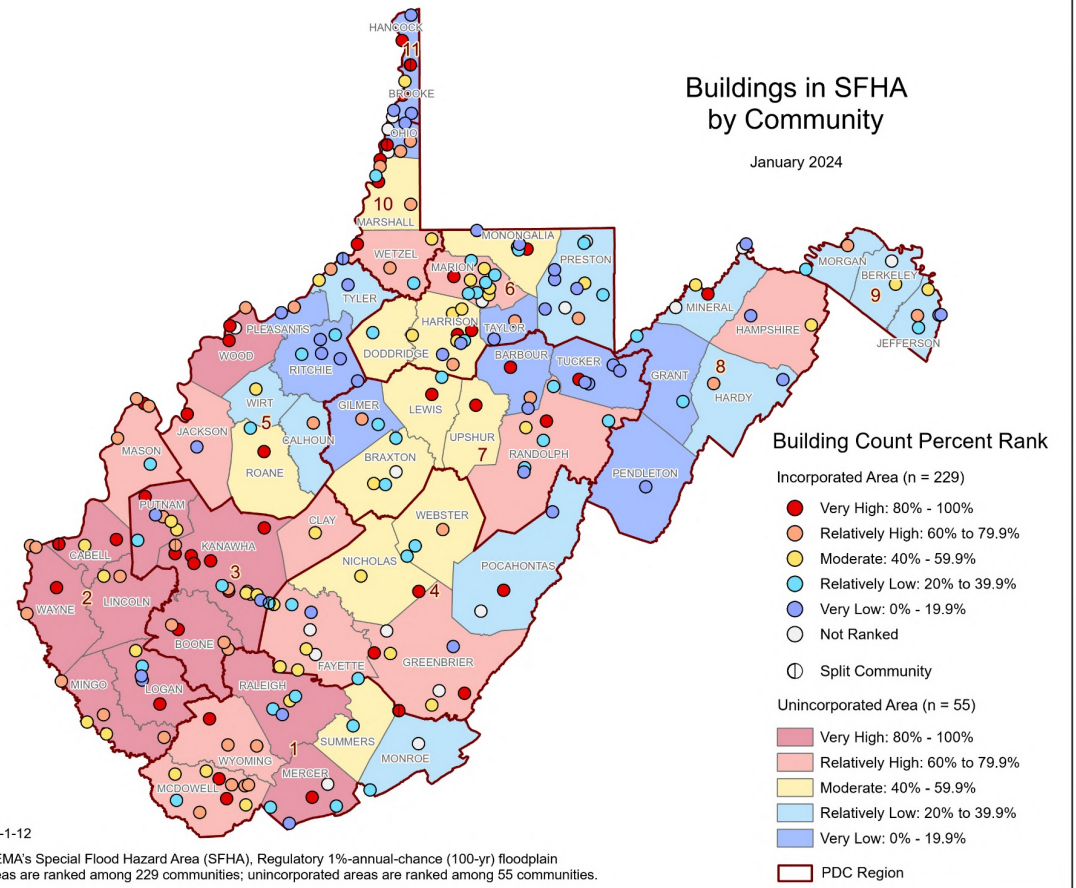 Buildings in SFHA
by Community
January 2024
HANCOCK
11
BROOKE
OHIO
10
MARSHALL
WETZEL
MONONGALIA
MARION
6
PRESTON
TYLER
PLEASANTS
HARRISON
TAYLOR
DODDRIDGE
WOOD
RITCHIE
BARBOUR
TUCKER
MORGAN
BERKELEY
9
JEFFERSON
MINERAL
HAMPSHIRE
8
GRANT
HARDY
WIRT
5
CALHOUN
GILMER
LEWIS
UPSHUR
7
JACKSON
ROANE
BRAXTON
RANDOLPH
PENDLETON
MASON
PUTNAM
CLAY
WEBSTER
CABELL
KANAWHA
3
NICHOLAS
4
POCAHONTAS
WAYNE
2
LINCOLN
BOONE
FAYETTE
GREENBRIER
MINGO
LOGAN
RALEIGH
SUMMERS
WYOMING
1
MONROE
MCDOWELL
MERCER
Building Count Percent Rank
Incorporated Area (n = 229)
Very High: 80% - 100%
Relatively High: 60% to 79.9%
Moderate: 40% - 59.9%
Relatively Low: 20% to 39.9%
Very Low: 0% - 19.9%
Not Ranked
Split Community
Unincorporated Area (n = 55)
Very High: 80% - 100%
Relatively High: 60% to 79.9%
Moderate: 40% - 59.9%
Relatively Low: 20% to 39.9%
Very Low: 0% - 19.9%
PDC Region
-1-12
EMA's Special Flood Hazard Area (SFHA), Regulatory 1%-annual-chance (100-yr) floodplain
eas are ranked among 229 communities; unincorporated areas are ranked among 55 communities.